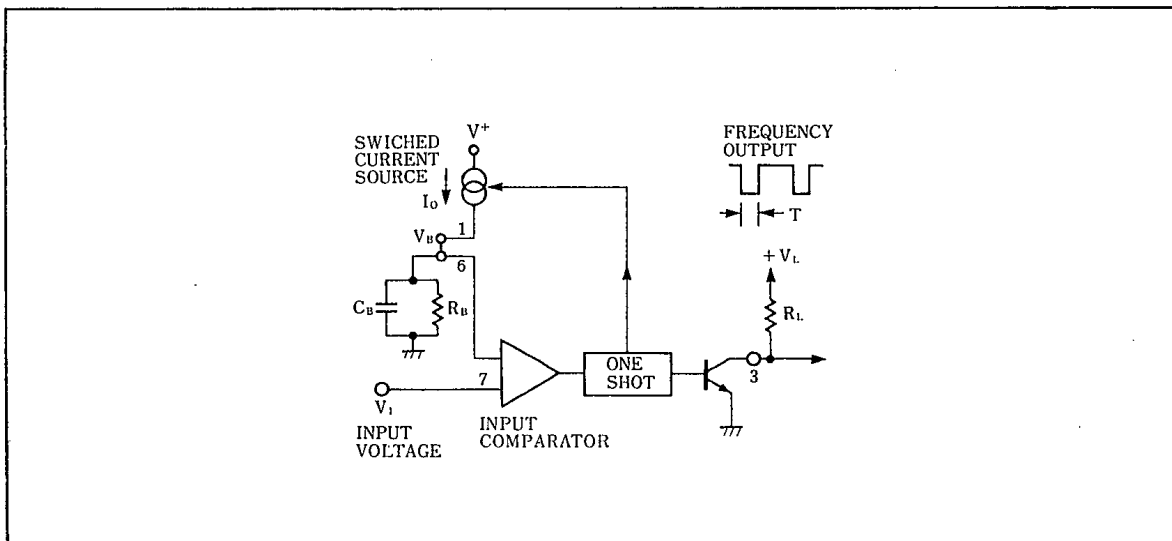 SWICHED
CURRENT
SOURCE
V+
Io
1
VB
6
CB
RB
7
V1
INPUT
VOLTAGE
INPUT
COMPARATOR
ONE
SHOT
3
FREQUENCY
OUTPUT
T
+ VL
RL